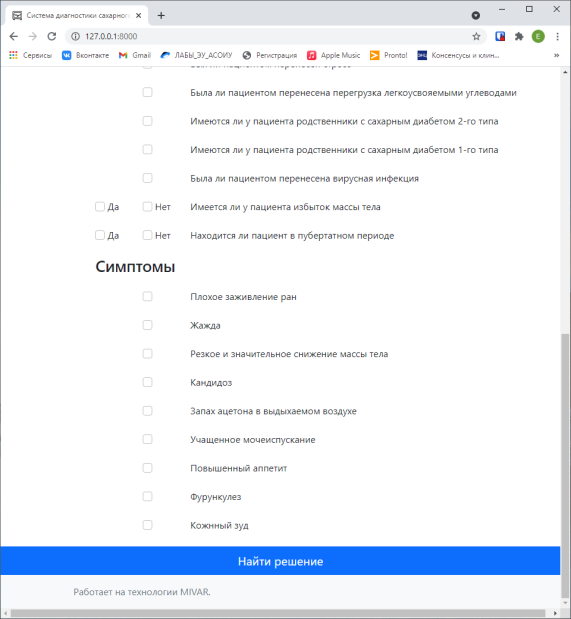 Система диагностики сахарног
127.0.0.1:8000
E
Сервисы Вконтакте Gmail ЛАБЫ_ЭУ_АСОИУ Регистрация Apple Music Pronto! Консенсусы и клин... »
Была ли пациентом перенесена перегрузка легкоусвояемыми углеводами
Имеются ли у пациента родственники с сахарным диабетом 2-го типа
Имеются ли у пациента родственники с сахарным диабетом 1-го типа
Была ли пациентом перенесена вирусная инфекция
Да Нет Имеется ли у пациента избыток массы тела
Да Нет Находится ли пациент в пубертатном периоде
Симптомы
Плохое заживление ран
Жажда
Резкое и значительное снижение массы тела
Кандидоз
Запах ацетона в выдыхаемом воздухе
Учащенное мочеиспускание
Повышенный аппетит
Фурункулез
Кожнный зуд
Найти решение
Работает на технологии MIVAR.